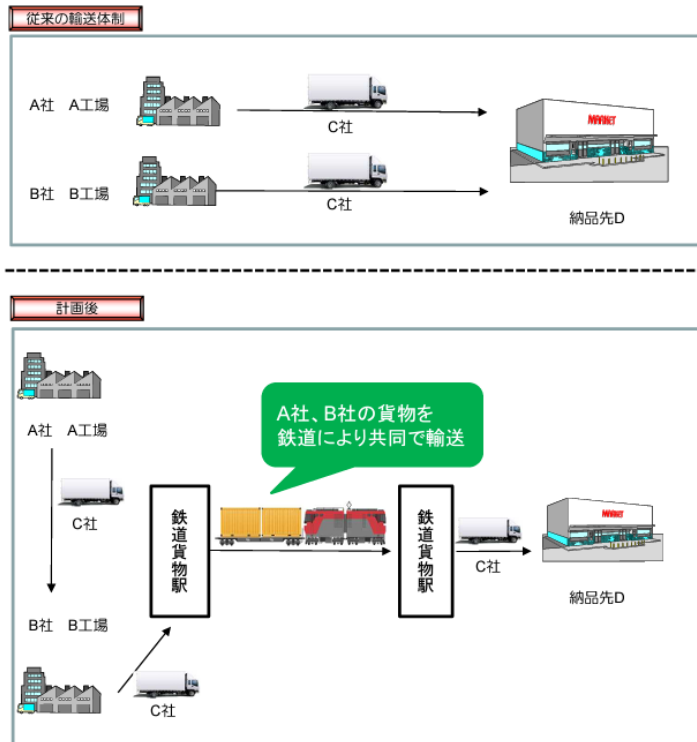 従来の輸送体制
A社 A工場
C社
MARKET
B社 B工場
C社
納品先D
計画後
A社、B社の貨物を
鉄道により共同で輸送
A社 A工場
C社
鉄道貨物駅
鉄道貨物駅
C社
MARKET
納品先D
B社 B工場
C社